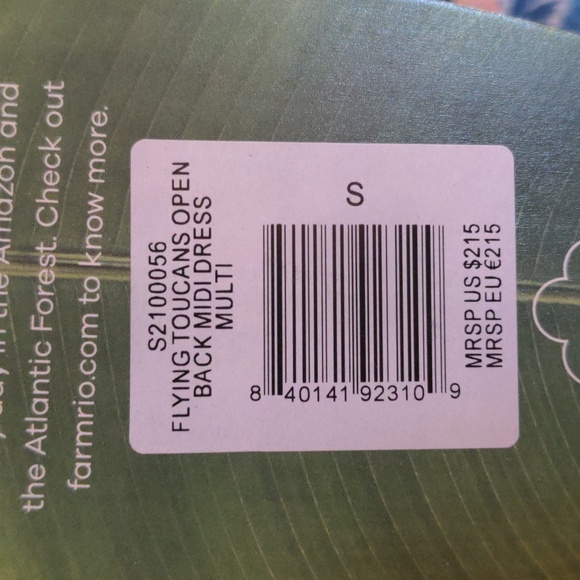 day in the Amazon and
the Atlantic Forest. Check out
farmrio.com to know more.
S2100056
FLYING TOUCANS OPEN
BACK MIDI DRESS
MULTI
S
8 40141 92310 9
MRSP US $215
MRSP EU €215